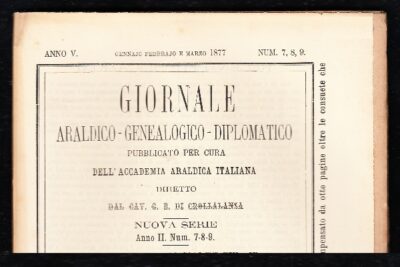 ANNO V.
GENNAJO FEBBRAJO E MARZO 1877
NUM. 7, 8, 9.
GIORNALE
ARALDICO-GENEALOGICO-DIPLOMATICO
PUBBLICATO PER CURA
DELL'ACCADEMIA ARALDICA ITALIANA
DIRETTO
DAL CAV. G. B. DI CROLLALANZA
NUOVA SERIE
Anno II. Num. 7-8-9.
mpensato da otto pagine oltre le consuete che